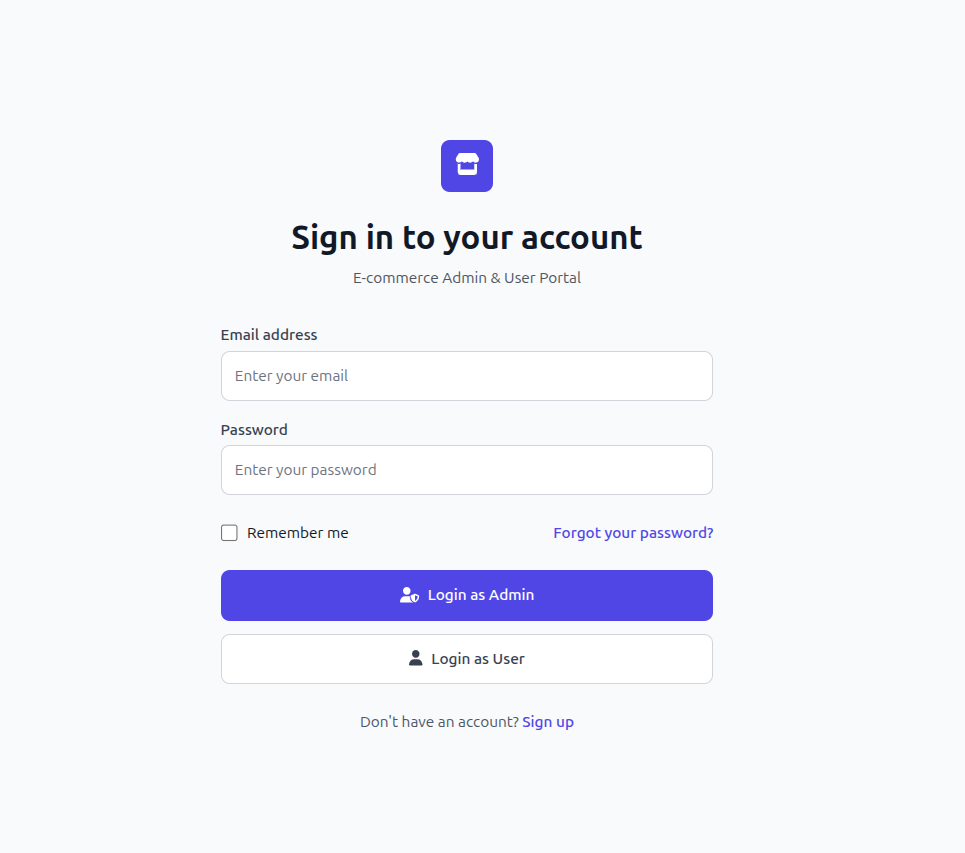 Sign in to your account
E-commerce Admin & User Portal
Email address
Enter your email
Password
Enter your password
Remember me
Forgot your password?
Login as Admin
Login as User
Don't have an account? Sign up